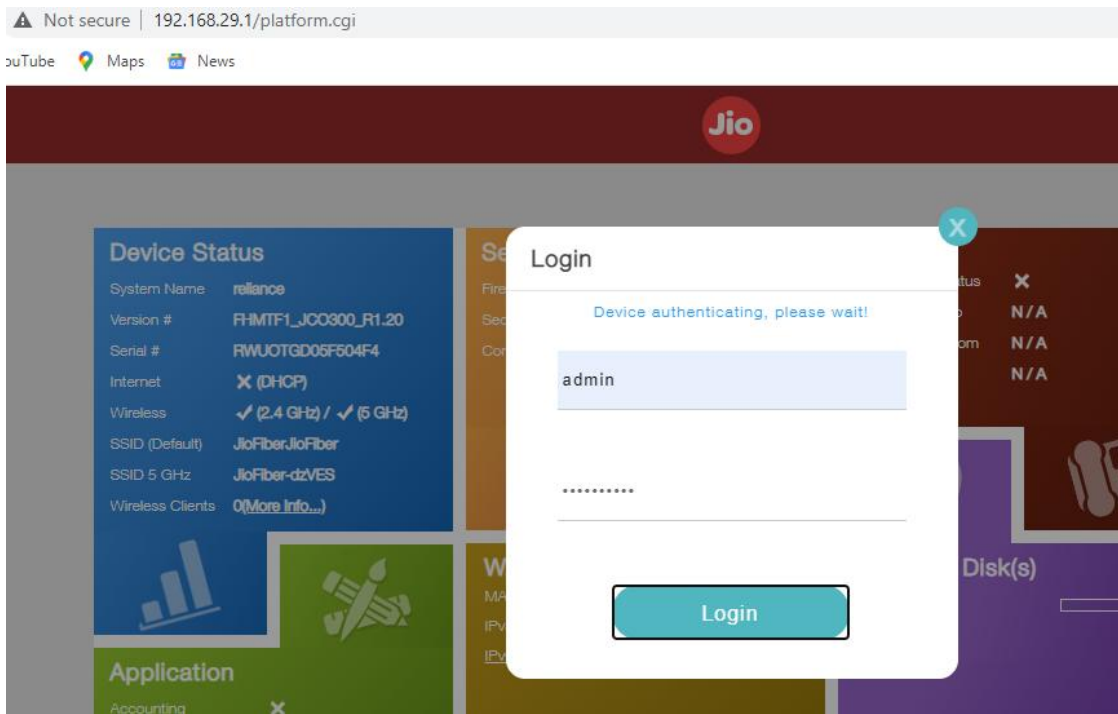 Not secure | 192.168.29.1/platform.cgi
ouTube Maps News
Jio
Device Status
System Name reliance
Version # FHMTF1_JCO300_R1.20
Serial # RWUOTGD05F504F4
Internet ✕ (DHCP)
Wireless ✓ (2.4 GHz) / ✓ (5 GHz)
SSID (Default) JioFiberJioFiber
SSID 5 GHz JioFiber-dzVES
Wireless Clients 0(More Info...)
Application
Accounting ✕
Se
Fire
Sec
Con
W
MA
IPv
IPv
X
Login
Device authenticating, please wait!
admin
••••••••••
Login
tus ✕
N/A
om N/A
N/A
Disk(s)